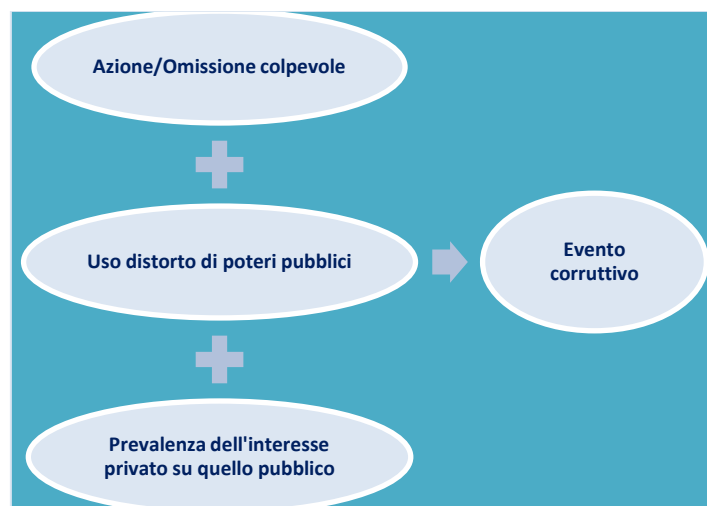 Azione/Omissione colpevole
Uso distorto di poteri pubblici
Evento
corruttivo
Prevalenza dell'interesse
privato su quello pubblico